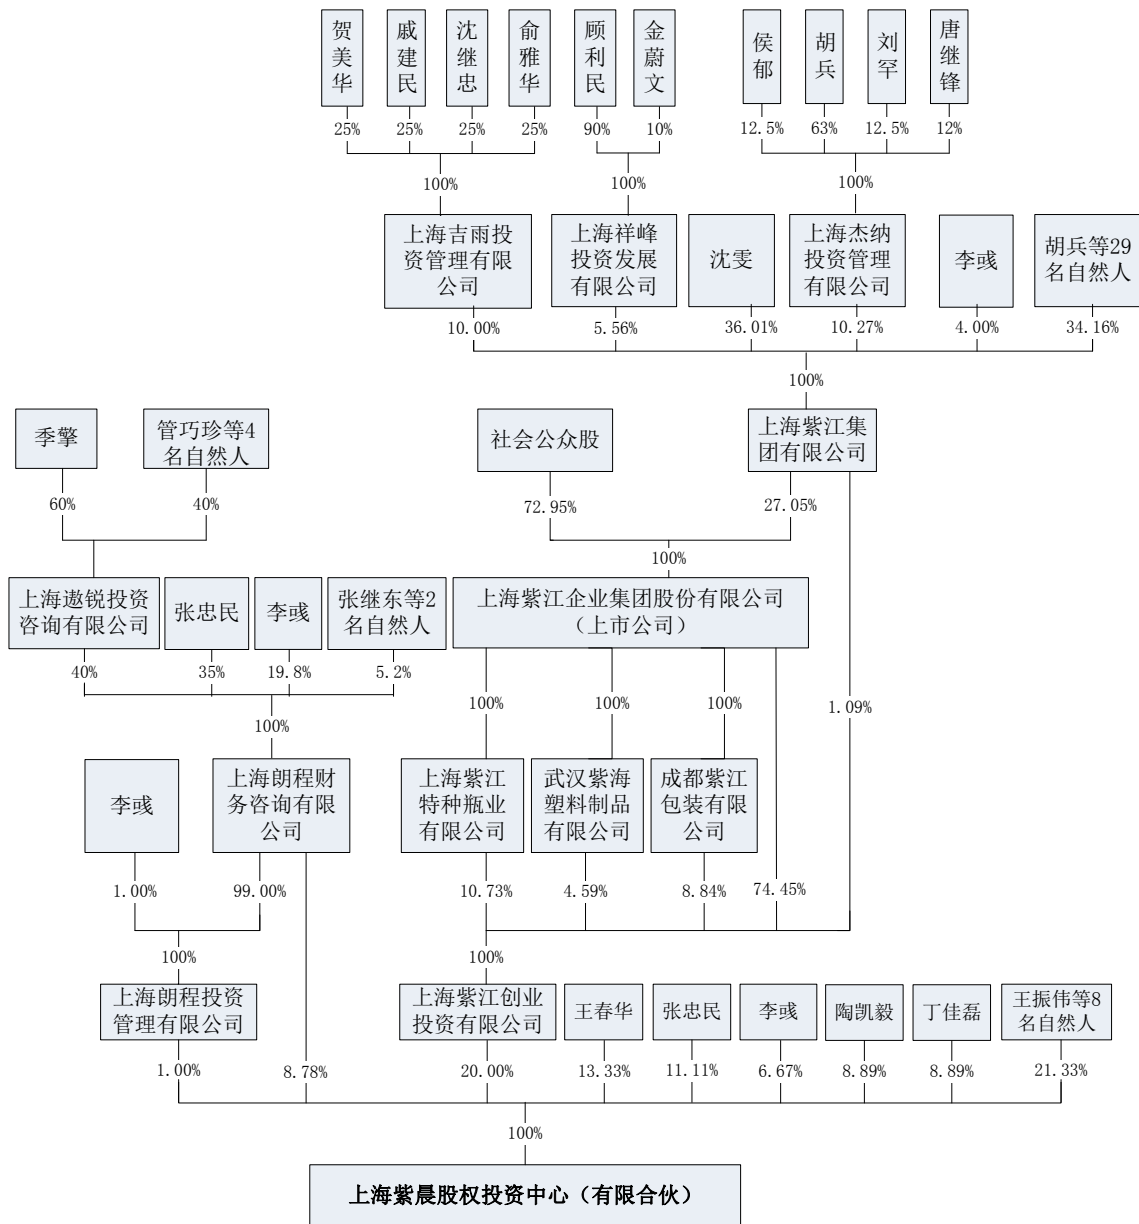 贺美华
戚建民
沈继忠
俞雅华
顾利民
金蔚文
侯郁
胡兵
刘罕
唐继锋
25%
25%
25%
25%
90%
10%
12.5%
63%
12.5%
12%
100%
100%
100%
上海吉雨投
资管理有限
公司
上海祥峰
投资发展
有限公司
沈雯
上海杰纳
投资管理
有限公司
李彧
胡兵等29
名自然人
10.00%
5.56%
36.01%
10.27%
4.00%
34.16%
100%
季擎
管巧珍等4
名自然人
社会公众股
上海紫江集
团有限公司
60%
40%
72.95%
27.05%
100%
上海遨锐投资
咨询有限公司
张忠民
李彧
张继东等2
名自然人
上海紫江企业集团股份有限公司
（上市公司）
40%
35%
19.8%
5.2%
100%
100%
100%
1.09%
100%
李彧
上海朗程财
务咨询有限
公司
上海紫江
特种瓶业
有限公司
武汉紫海
塑料制品
有限公司
成都紫江
包装有限
公司
1.00%
99.00%
10.73%
4.59%
8.84%
74.45%
100%
100%
上海朗程投资
管理有限公司
上海紫江创业
投资有限公司
王春华
张忠民
李彧
陶凯毅
丁佳磊
王振伟等8
名自然人
1.00%
8.78%
20.00%
13.33%
11.11%
6.67%
8.89%
8.89%
21.33%
100%
上海紫晨股权投资中心（有限合伙）